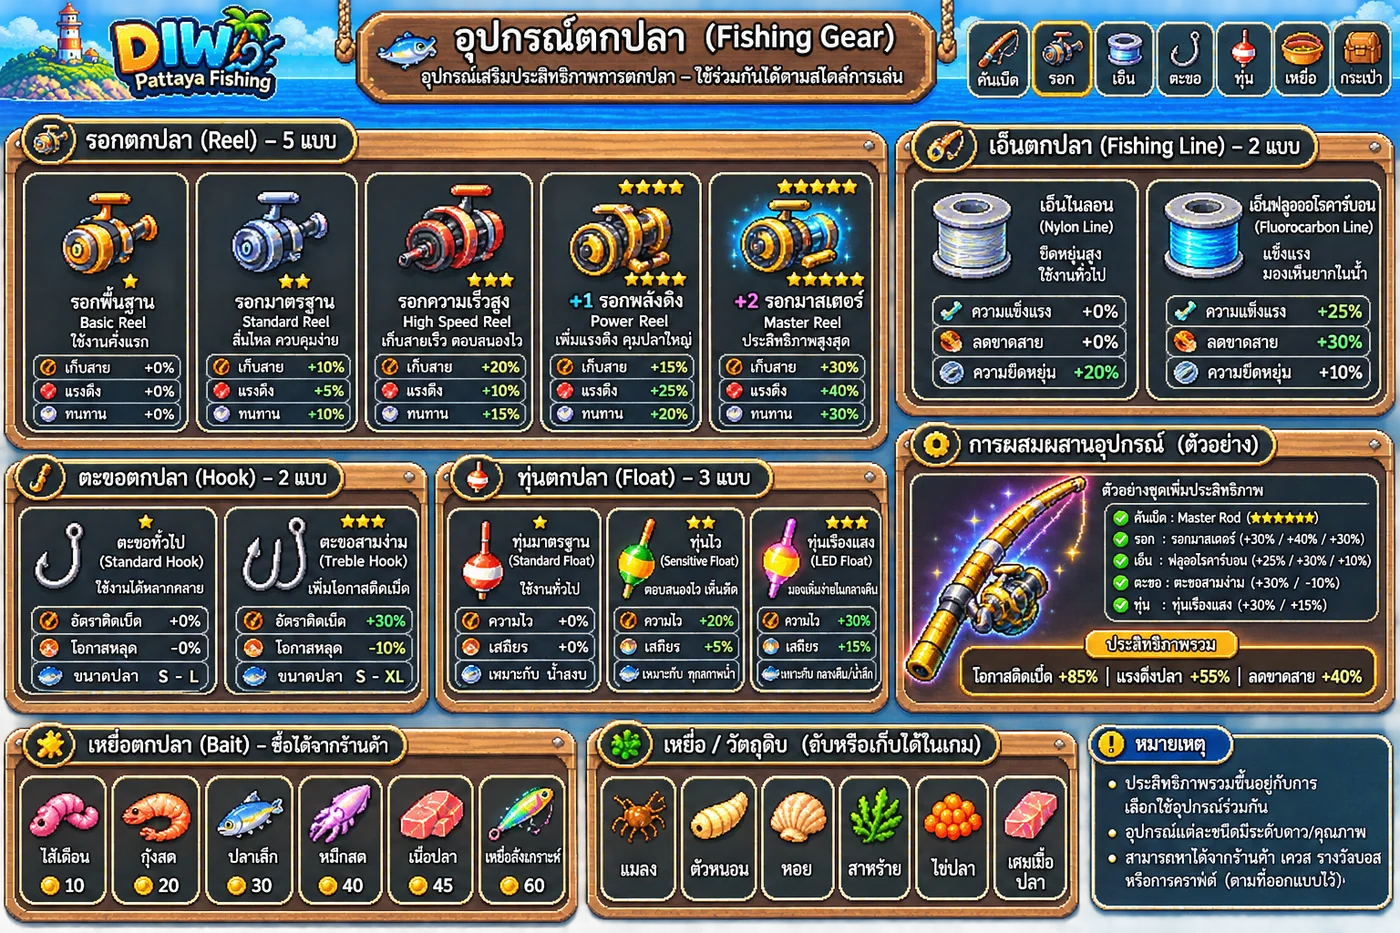 DIW
Pattaya Fishing
อุปกรณ์ตกปลา (Fishing Gear)
อุปกรณ์เสริมประสิทธิภาพการตกปลา – ใช้ร่วมกันได้ตามสไตล์การเล่น
คันเบ็ด
รอก
เอ็น
ตะขอ
ทุ่น
เหยื่อ
กระเป๋า
รอกตกปลา (Reel) – 5 แบบ
รอกพื้นฐาน
Basic Reel
ใช้งานครั้งแรก
เก็บสาย +0%
แรงดึง +0%
ทนทาน +0%
รอกมาตรฐาน
Standard Reel
ลื่นไหล ควบคุมง่าย
เก็บสาย +10%
แรงดึง +5%
ทนทาน +10%
รอกความเร็วสูง
High Speed Reel
เก็บสายเร็ว ตอบสนองไว
เก็บสาย +20%
แรงดึง +10%
ทนทาน +15%
+1 รอกพลังดึง
Power Reel
เพิ่มแรงดึง คุมปลาใหญ่
เก็บสาย +15%
แรงดึง +25%
ทนทาน +20%
+2 รอกมาสเตอร์
Master Reel
ประสิทธิภาพสูงสุด
เก็บสาย +30%
แรงดึง +40%
ทนทาน +30%
เอ็นตกปลา (Fishing Line) – 2 แบบ
เอ็นไนลอน
(Nylon Line)
ยืดหยุ่นสูง
ใช้งานทั่วไป
ความแข็งแรง +0%
ลดขาดสาย +0%
ความยืดหยุ่น +20%
เอ็นฟลูออโรคาร์บอน
(Fluorocarbon Line)
แข็งแรง
มองเห็นยากในน้ำ
ความแข็งแรง +25%
ลดขาดสาย +30%
ความยืดหยุ่น +10%
ตะขอตกปลา (Hook) – 2 แบบ
ตะขอทั่วไป
(Standard Hook)
ใช้งานได้หลากคลาย
อัตราติดเบ็ด +0%
โอกาสหลุด -0%
ขนาดปลา S - L
ตะขอสามง่าม
(Treble Hook)
เพิ่มโอกาสติดเบ็ด
อัตราติดเบ็ด +30%
โอกาสหลุด -10%
ขนาดปลา S - XL
ทุ่นตกปลา (Float) – 3 แบบ
ทุ่นมาตรฐาน
(Standard Float)
ใช้งานทั่วไป
ความไว +0%
เสถียร +0%
เหมาะกับ น้ำสงบ
ทุ่นไว
(Sensitive Float)
ตอบสนองไว เห็นชัด
ความไว +20%
เสถียร +5%
เหมาะกับ ทุกสภาพน้ำ
ทุ่นเรืองแสง
(LED Float)
มองเห็นง่ายในกลางคืน
ความไว +30%
เสถียร +15%
เหมาะกับ กลางคืน/น้ำลึก
การผสมผสานอุปกรณ์ (ตัวอย่าง)
ตัวอย่างชุดเพิ่มประสิทธิภาพ
คันเบ็ด : Master Rod (★★★★★★)
รอก : รอกมาสเตอร์ (+30% / +40% / +30%)
เอ็น : ฟลูออโรคาร์บอน (+25% / +30% / +10%)
ตะขอ : ตะขอสามง่าม (+30% / -10%)
ทุ่น : ทุ่นเรืองแสง (+30% / +15%)
ประสิทธิภาพรวม
โอกาสติดเบ็ด +85% | แรงดึงปลา +55% | ลดขาดสาย +40%
เหยื่อตกปลา (Bait) – ซื้อได้จากร้านค้า
ไส้เดือน
10
กุ้งสด
20
ปลาเล็ก
30
หมึกสด
40
เนื้อปลา
45
เหยื่อสังเคราะห์
60
เหยื่อ / วัตถุดิบ (จับหรือเก็บได้ในเกม)
แมลง
ตัวหนอน
หอย
สาหร้าย
ไข่ปลา
เศษเนื้อ
ปลา
หมายเหตุ
• ประสิทธิภาพรวมขึ้นอยู่กับการ
เลือกใช้อุปกรณ์ร่วมกัน
• อุปกรณ์แต่ละชนิดมีระดับดาว/คุณภาพ
• สามารถหาได้จากร้านค้า เควส รางวัลบอส
หรือการคราฟต์ (ตามที่ออกแบบไว้)